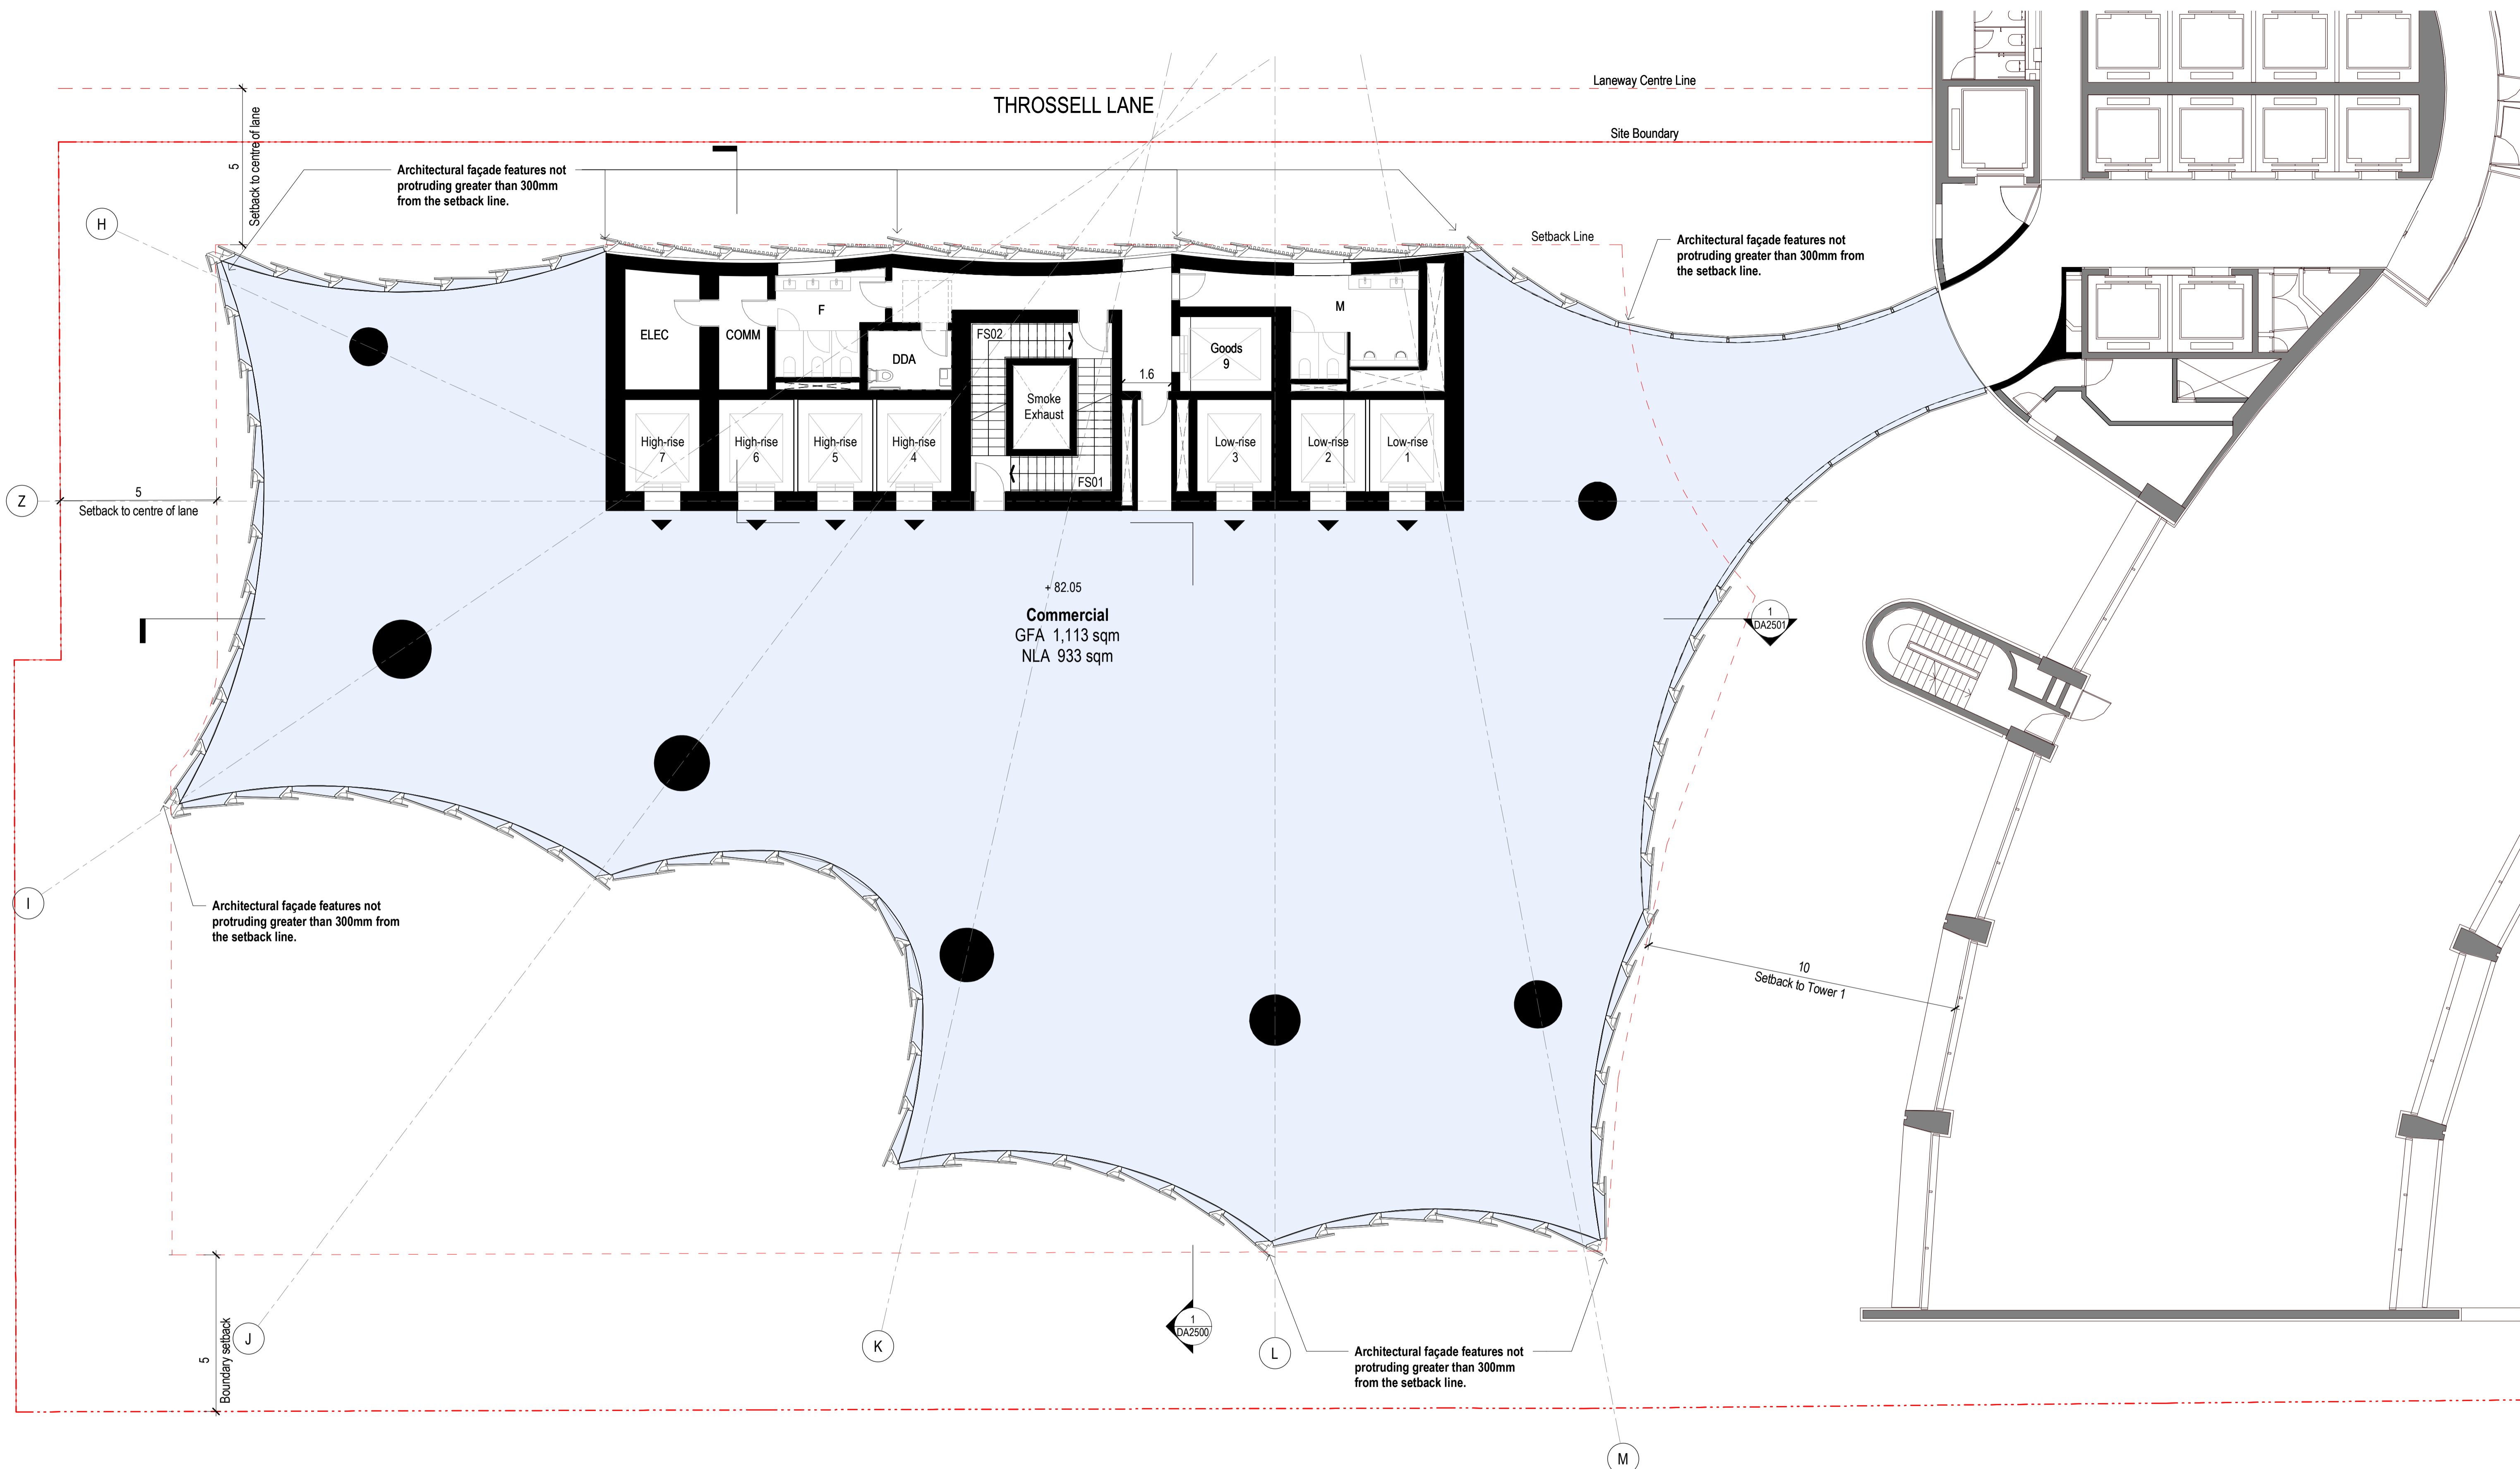 Laneway Centre Line
THROSSELL LANE
Site Boundary
5
Setback to centre of lane
Architectural façade features not
protruding greater than 300mm
from the setback line.
H
Setback Line
Architectural façade features not
protruding greater than 300mm from
the setback line.
ELEC
COMM
F
DDA
FS02
Smoke
Exhaust
FS01
1.6
Goods
9
M
High-rise
7
High-rise
6
High-rise
5
High-rise
4
Low-rise
3
Low-rise
2
Low-rise
1
Z
5
Setback to centre of lane
+ 82.05
Commercial
GFA 1,113 sqm
NLA 933 sqm
1
DA2501
I
Architectural façade features not
protruding greater than 300mm from
the setback line.
10
Setback to Tower 1
5
Boundary setback
J
K
1
DA2500
L
Architectural façade features not
protruding greater than 300mm
from the setback line.
M